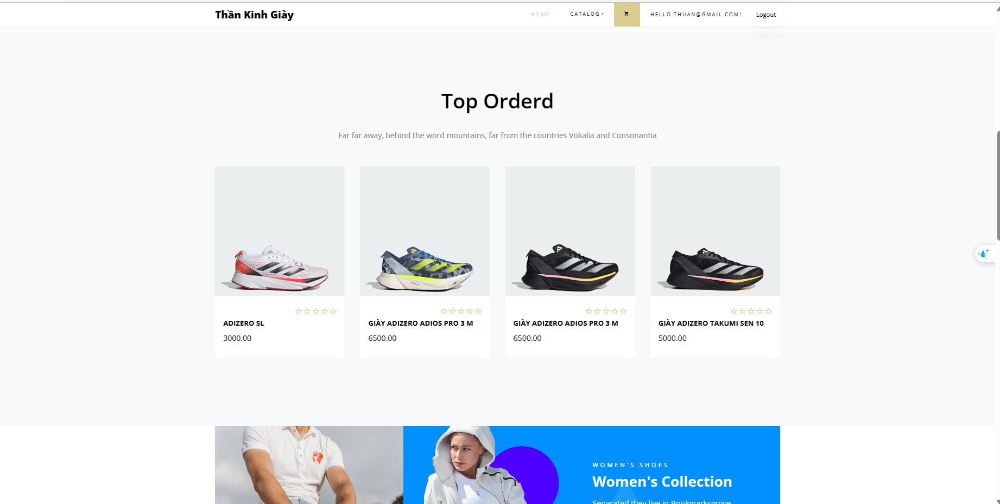 Thần Kinh Giày
HOME
CATALOG
HELLO THUAN@GMAIL.COM!
Logout
Top Orderd
Far far away, behind the word mountains, far from the countries Vokalia and Consonantia
ADIZERO SL
3000.00
GIÀY ADIZERO ADIOS PRO 3 M
6500.00
GIÀY ADIZERO ADIOS PRO 3 M
6500.00
GIÀY ADIZERO TAKUMI SEN 10
5000.00
WOMEN'S SHOES
Women's Collection
Separated they live in Bookmarksgrove